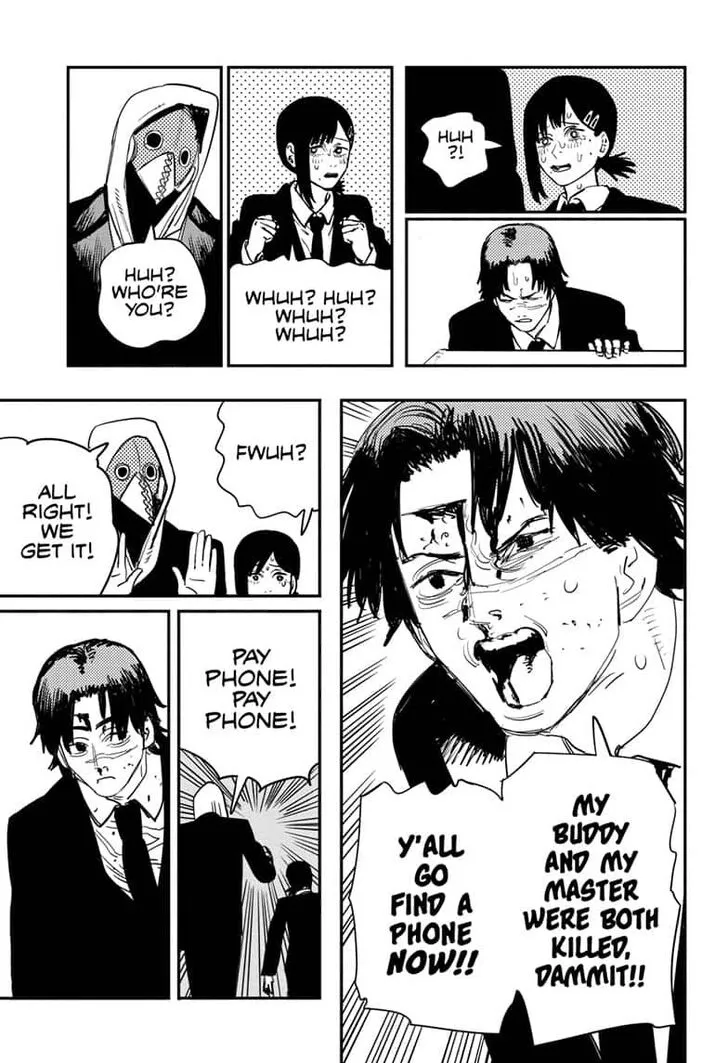 HUH
?!
WHUH? HUH?
WHUH?
WHUH?
HUH?
WHO'RE
YOU?
MY
BUDDY
AND MY
MASTER
WERE BOTH
KILLED,
DAMMIT!!
Y'ALL
GO
FIND A
PHONE
NOW!!
FWUH?
ALL
RIGHT!
WE
GET IT!
PAY
PHONE!
PAY
PHONE!